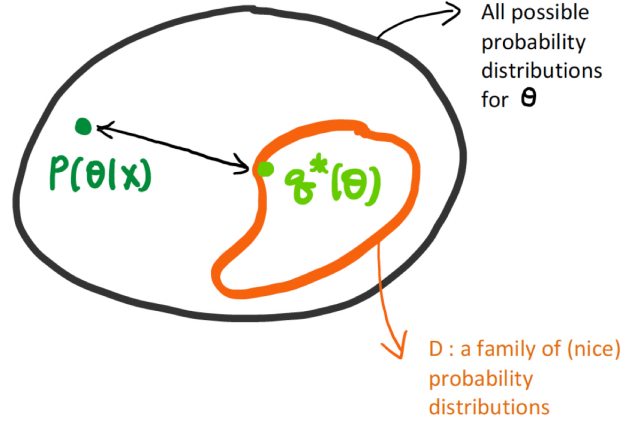 All possible
probability
distributions
for θ
P(θ|x)
q*(θ)
D : a family of (nice)
probability
distributions